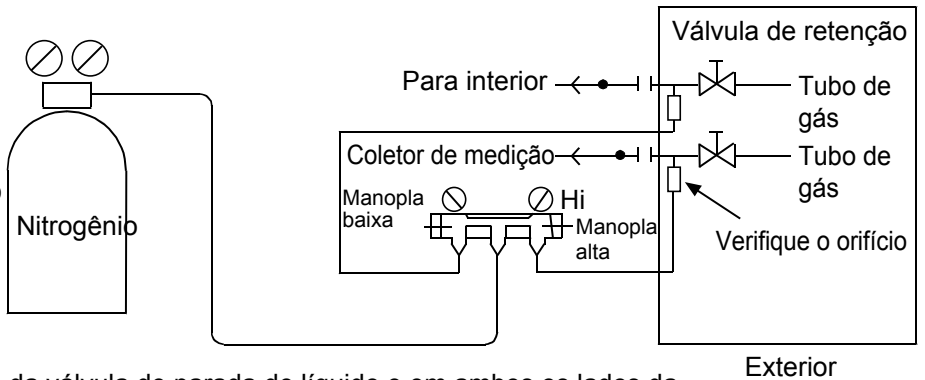 Válvula de retenção
Para interior
Tubo de
gás
Coletor de medição
Tubo de
gás
Manopla
baixa
Hi
Manopla
alta
Nitrogênio
Verifique o orifício
Exterior
da válvula de parada de líquido e em ambos os lados da